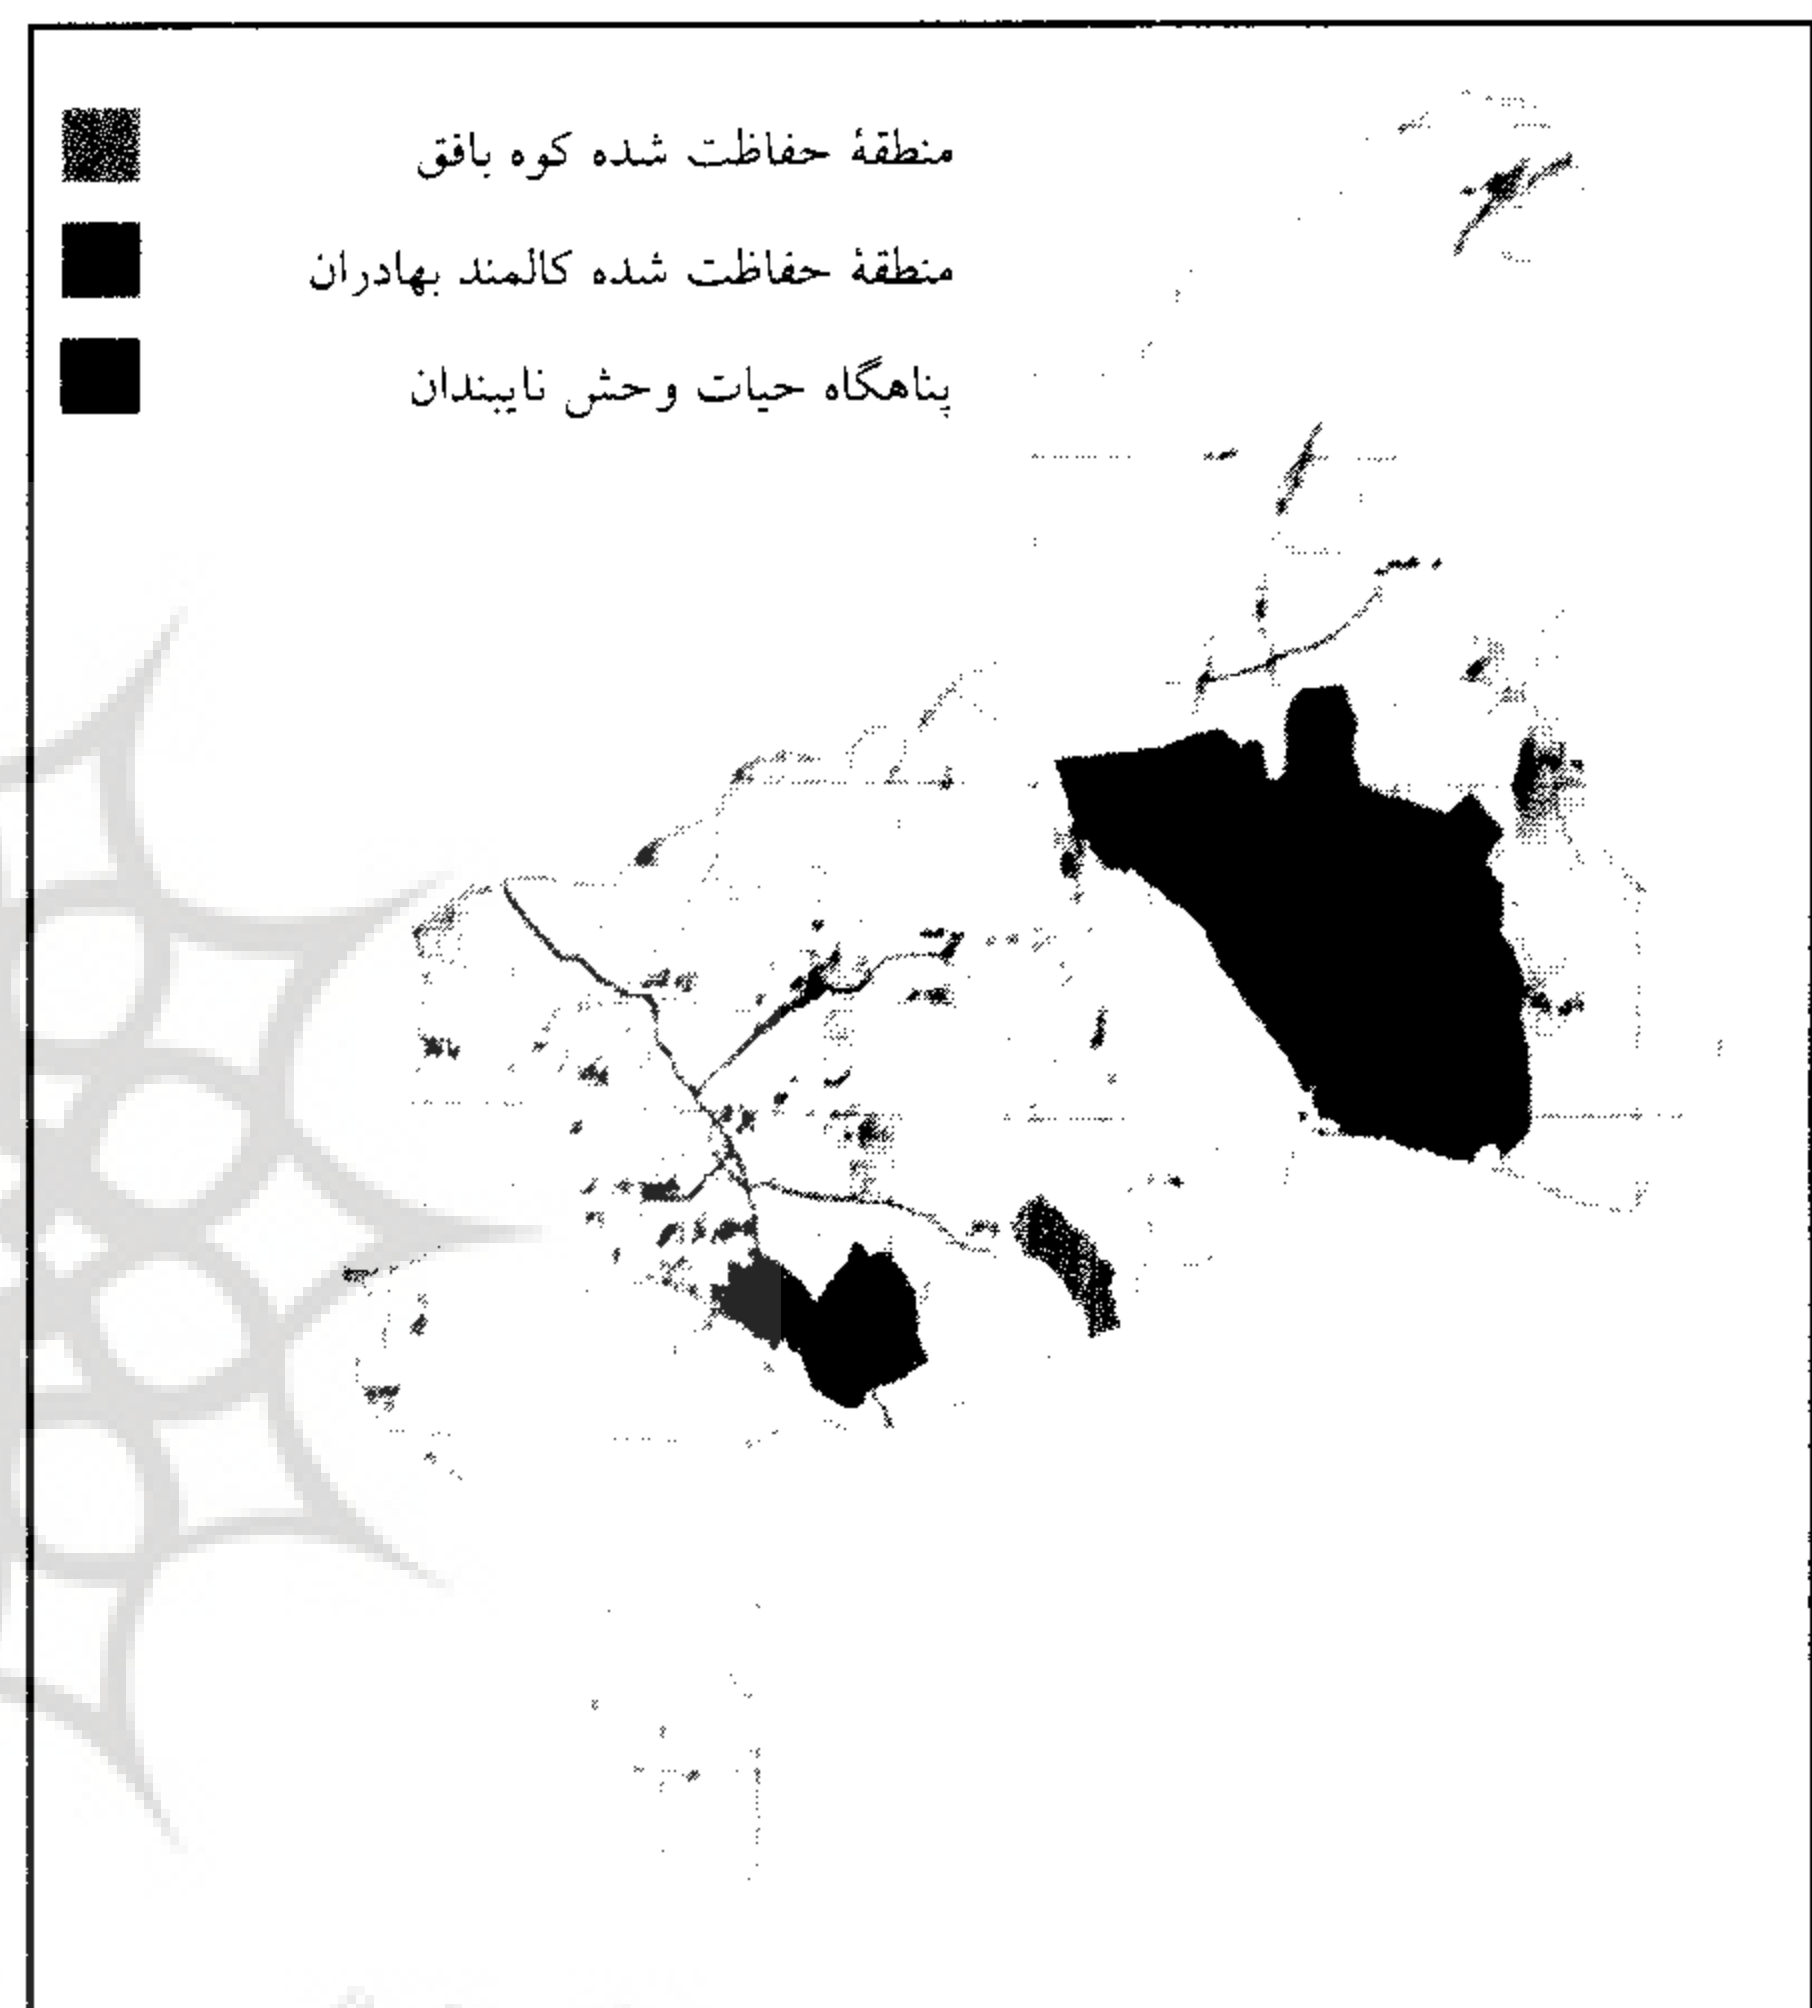 منطقهٔ حفاظت شده کوه بافق
منطقهٔ حفاظت شده کالمند بهادران
پناهگاه حیات وحش نایبندان